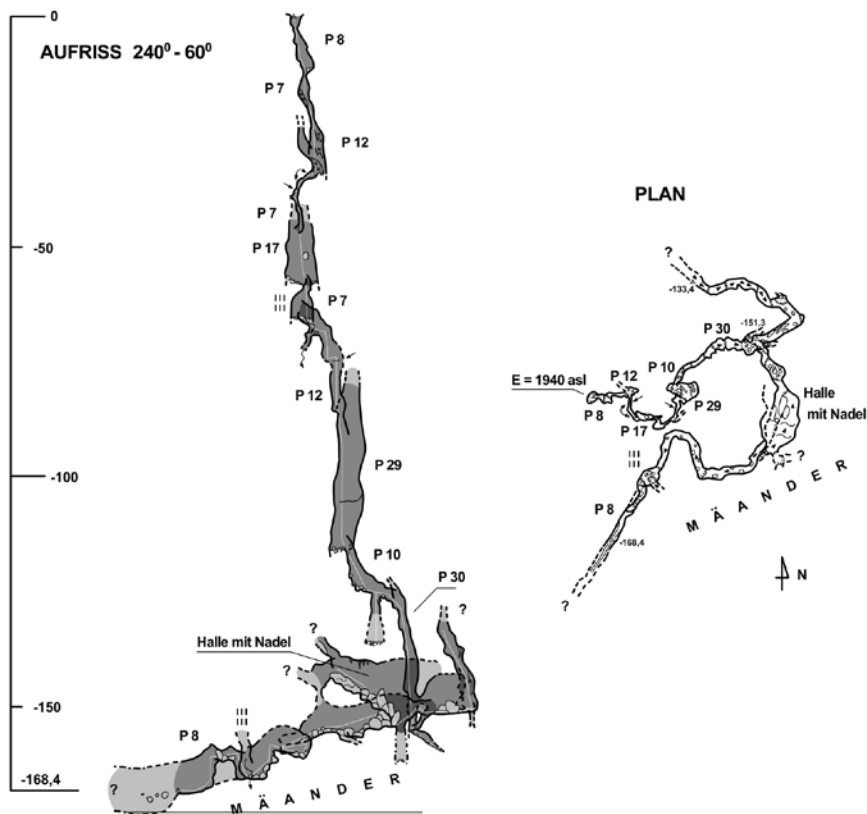 0
AUFRISS 240⁰ - 60⁰
P 8
P 7
P 12
P 7
-50
P 17
P 7
P 12
-100
P 29
P 10
P 30
?
?
Halle mit Nadel
?
-150
P 8
-168,4
?
MÄANDER
PLAN
?
-133,4
P 30
-151,3
P 10
P 12
E = 1940 asl
P 8
P 29
P 17
Halle
mit Nadel
?
P 8
MÄANDER
-168,4
?
N